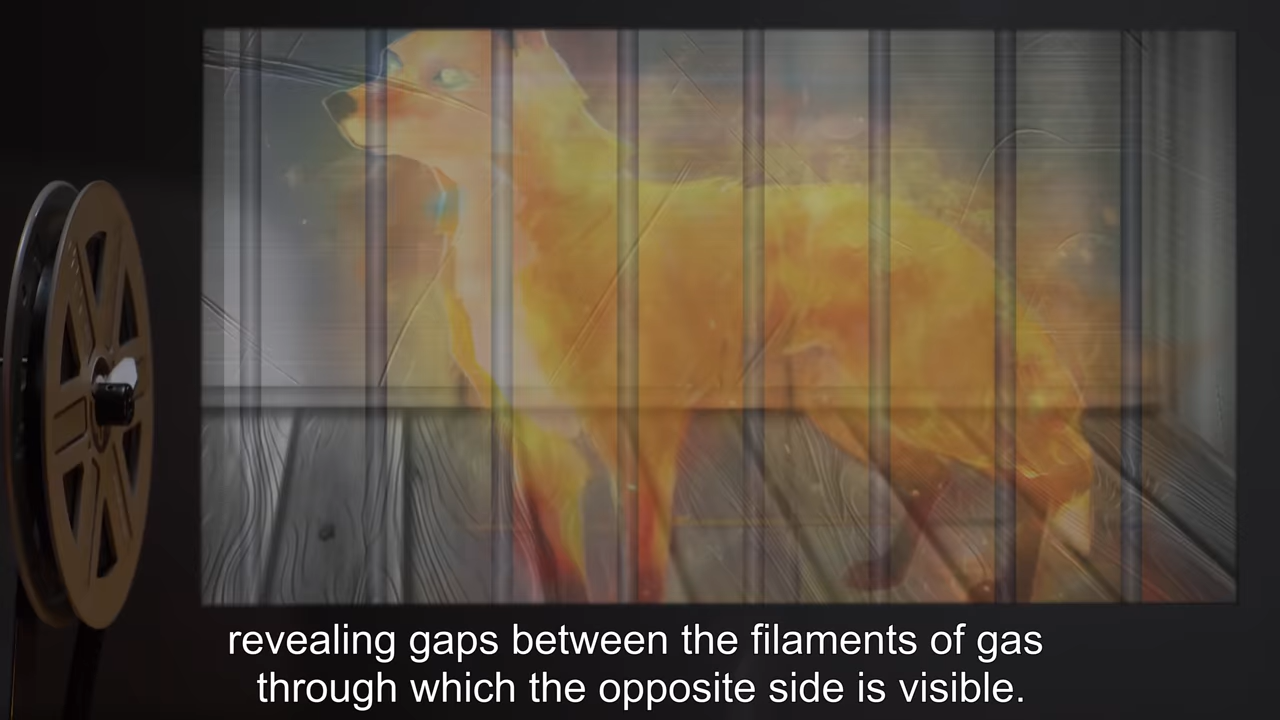 revealing gaps between the filaments of gas
through which the opposite side is visible.